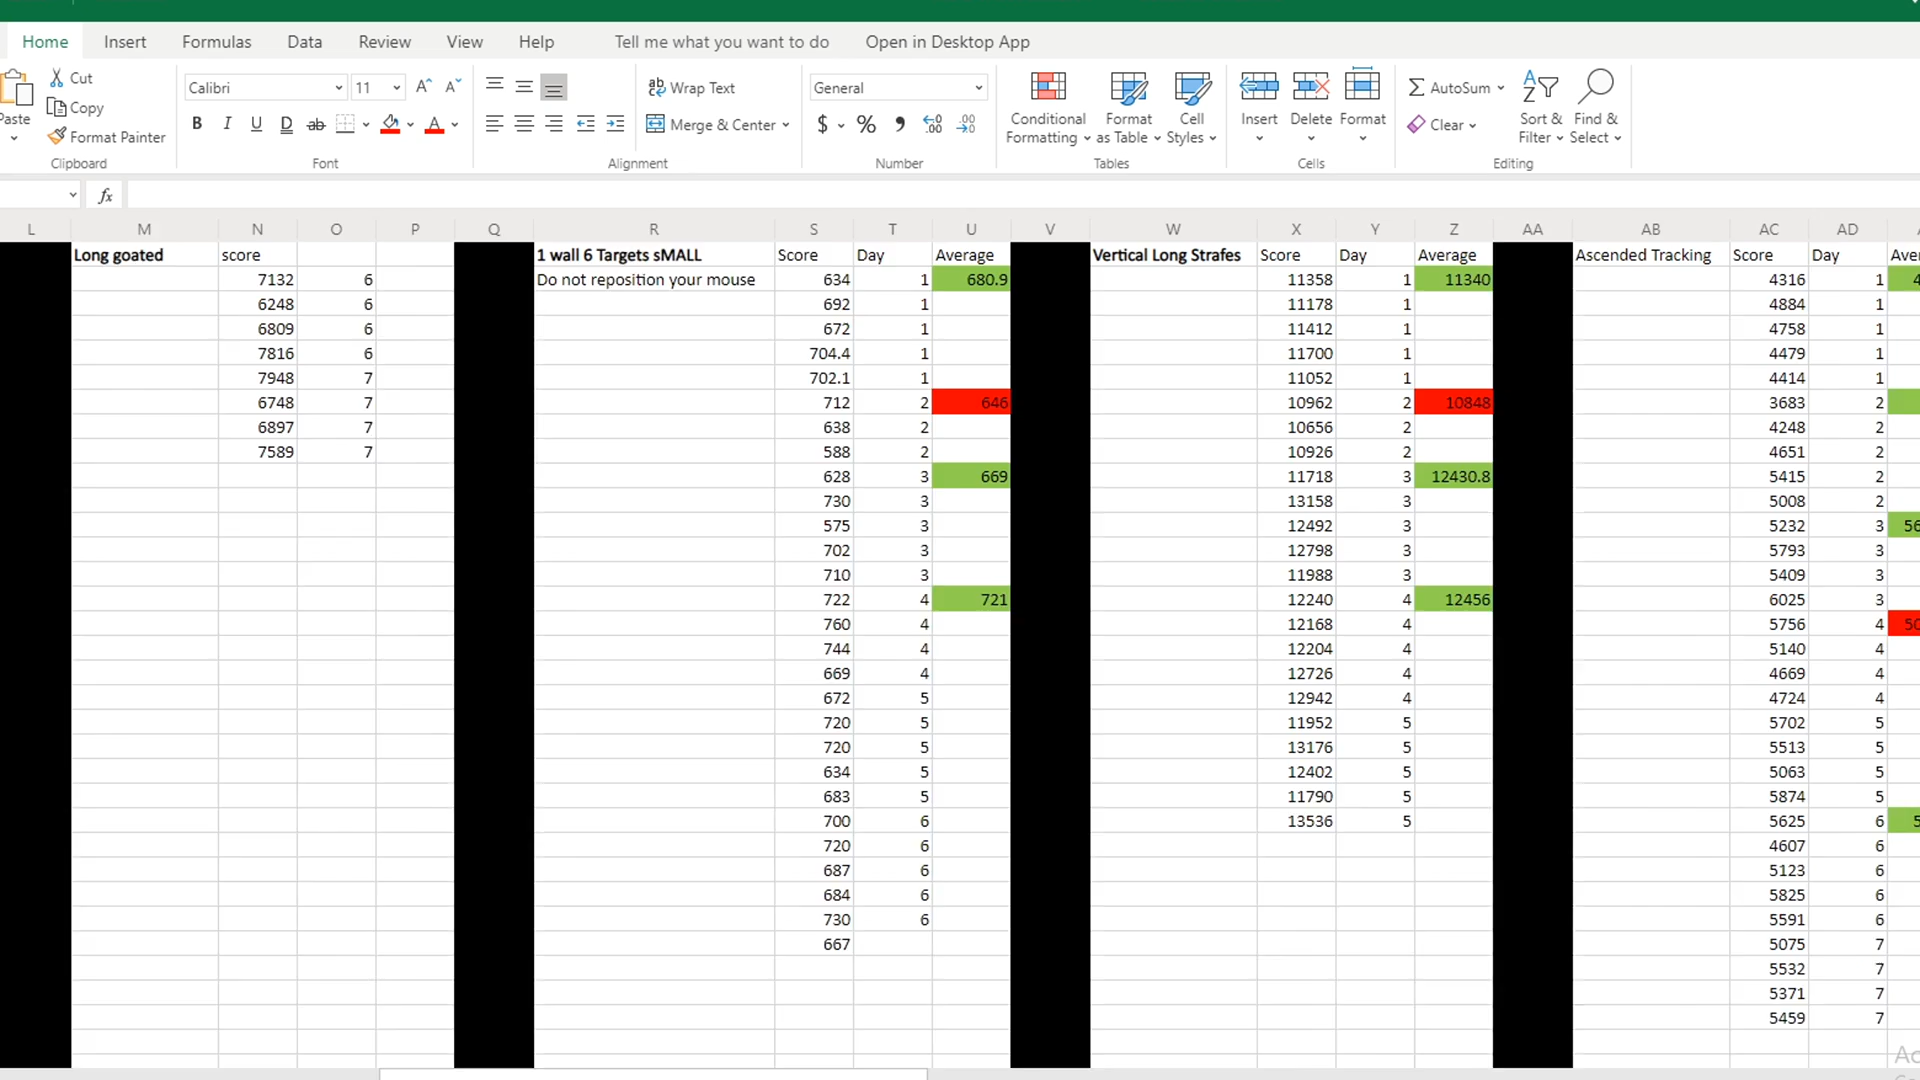 Home Insert Formulas Data Review View Help Tell me what you want to do Open in Desktop App
Cut Calibri 11 Wrap Text General AutoSum
Copy
Paste Conditional Format Cell Insert Delete Format Sort & Find &
Format Painter B I U D ab Merge & Center $ % Formatting as Table Styles Clear Filter Select
Clipboard Font Alignment Number Tables Cells Editing
fx
L M N O P Q R S T U V W X Y Z AA AB AC AD
Long goated score 1 wall 6 Targets sMALL Score Day Average Vertical Long Strafes Score Day Average Ascended Tracking Score Day
7132 6 Do not reposition your mouse 634 1 680.9 11358 1 11340 4316 1
6248 6 692 1 11178 1 4884 1
6809 6 672 1 11412 1 4758 1
7816 6 704.4 1 11700 1 4479 1
7948 7 702.1 1 11052 1 4414 1
6748 7 712 2 646 10962 2 10848 3683 2
6897 7 638 2 10656 2 4248 2
7589 7 588 2 10926 2 4651 2
628 3 669 11718 3 12430.8 5415 2
730 3 13158 3 5008 2
575 3 12492 3 5232 3
702 3 12798 3 5793 3
710 3 11988 3 5409 3
722 4 721 12240 4 12456 6025 3
760 4 12168 4 5756 4
744 4 12204 4 5140 4
669 4 12726 4 4669 4
672 5 12942 4 4724 4
720 5 11952 5 5702 5
720 5 13176 5 5513 5
634 5 12402 5 5063 5
683 5 11790 5 5874 5
700 6 13536 5 5625 6
720 6 4607 6
687 6 5123 6
684 6 5825 6
730 6 5591 6
667 5075 7
5532 7
5371 7
5459 7